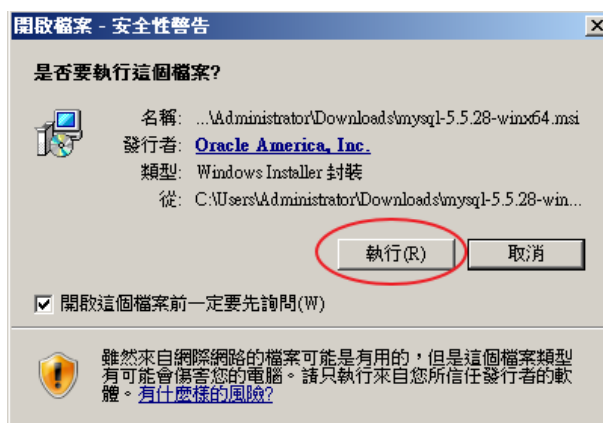 開啟檔案 - 安全性警告
是否要執行這個檔案?
名稱: ...\Administrator\Downloads\mysql-5.5.28-winx64.msi
發行者: Oracle America, Inc.
類型: Windows Installer 封裝
從: C:\Users\Administrator\Downloads\mysql-5.5.28-win...
執行(R) 取消
開啟這個檔案前一定要先詢問(W)
雖然來自網際網路的檔案可能是有用的，但是這個檔案類型
有可能會傷害您的電腦。請只執行來自您所信任發行者的軟
體。有什麼樣的風險?